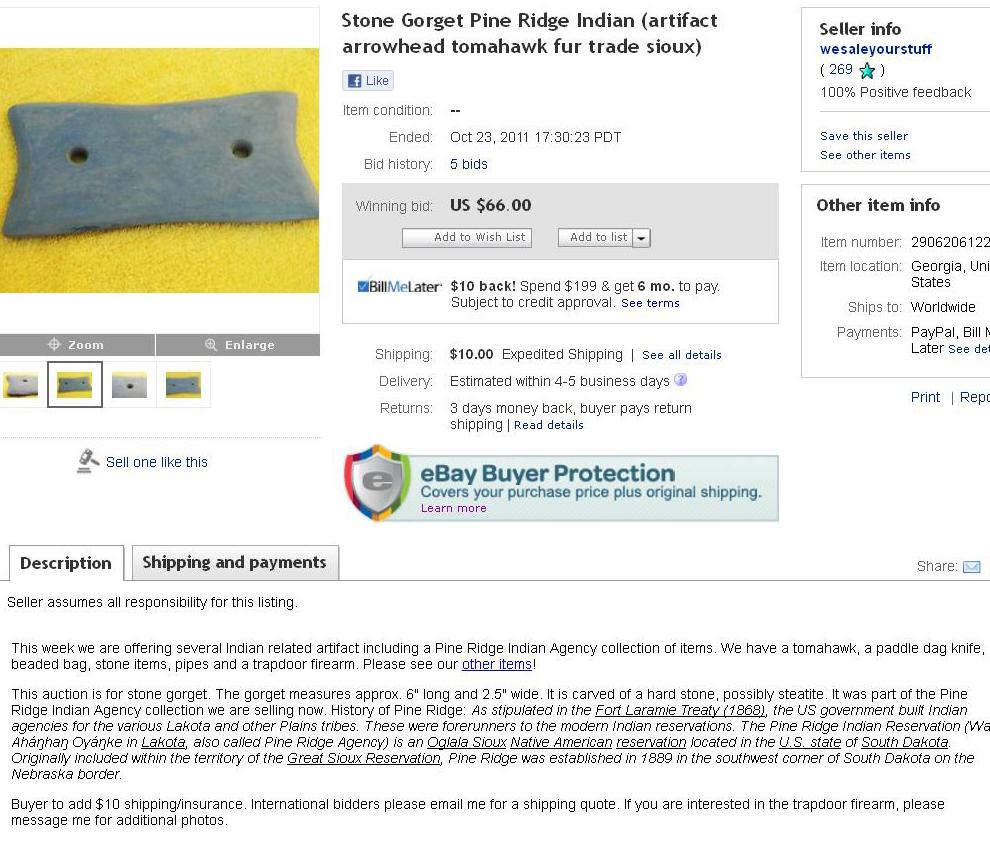 Stone Gorget Pine Ridge Indian (artifact
arrowhead tomahawk fur trade sioux)
Like
Item condition: --
Ended: Oct 23, 2011 17:30:23 PDT
Bid history: 5 bids
Winning bid: US $66.00
Add to Wish List Add to list
BillMeLater $10 back! Spend $199 & get 6 mo. to pay.
Subject to credit approval. See terms
Shipping: $10.00 Expedited Shipping | See all details
Delivery: Estimated within 4-5 business days ?
Returns: 3 days money back, buyer pays return
shipping | Read details
e eBay Buyer Protection
Covers your purchase price plus original shipping.
Learn more
Zoom Enlarge
Sell one like this
Seller info
wesaleyourstuff
( 269 )
100% Positive feedback
Save this seller
See other items
Other item info
Item number: 2906206122
Item location: Georgia, Uni
States
Ships to: Worldwide
Payments: PayPal, Bill M
Later See det
Print | Repo
Description Shipping and payments
Share:
Seller assumes all responsibility for this listing.
This week we are offering several Indian related artifact including a Pine Ridge Indian Agency collection of items. We have a tomahawk, a paddle dag knife,
beaded bag, stone items, pipes and a trapdoor firearm. Please see our other items!
This auction is for stone gorget. The gorget measures approx. 6" long and 2.5" wide. It is carved of a hard stone, possibly steatite. It was part of the Pine
Ridge Indian Agency collection we are selling now. History of Pine Ridge: As stipulated in the Fort Laramie Treaty (1868), the US government built Indian
agencies for the various Lakota and other Plains tribes. These were forerunners to the modern Indian reservations. The Pine Ridge Indian Reservation (Wa
Aháŋhaŋ Oyáŋke in Lakota, also called Pine Ridge Agency) is an Oglala Sioux Native American reservation located in the U.S. state of South Dakota.
Originally included within the territory of the Great Sioux Reservation, Pine Ridge was established in 1889 in the southwest corner of South Dakota on the
Nebraska border.
Buyer to add $10 shipping/insurance. International bidders please email me for a shipping quote. If you are interested in the trapdoor firearm, please
message me for additional photos.